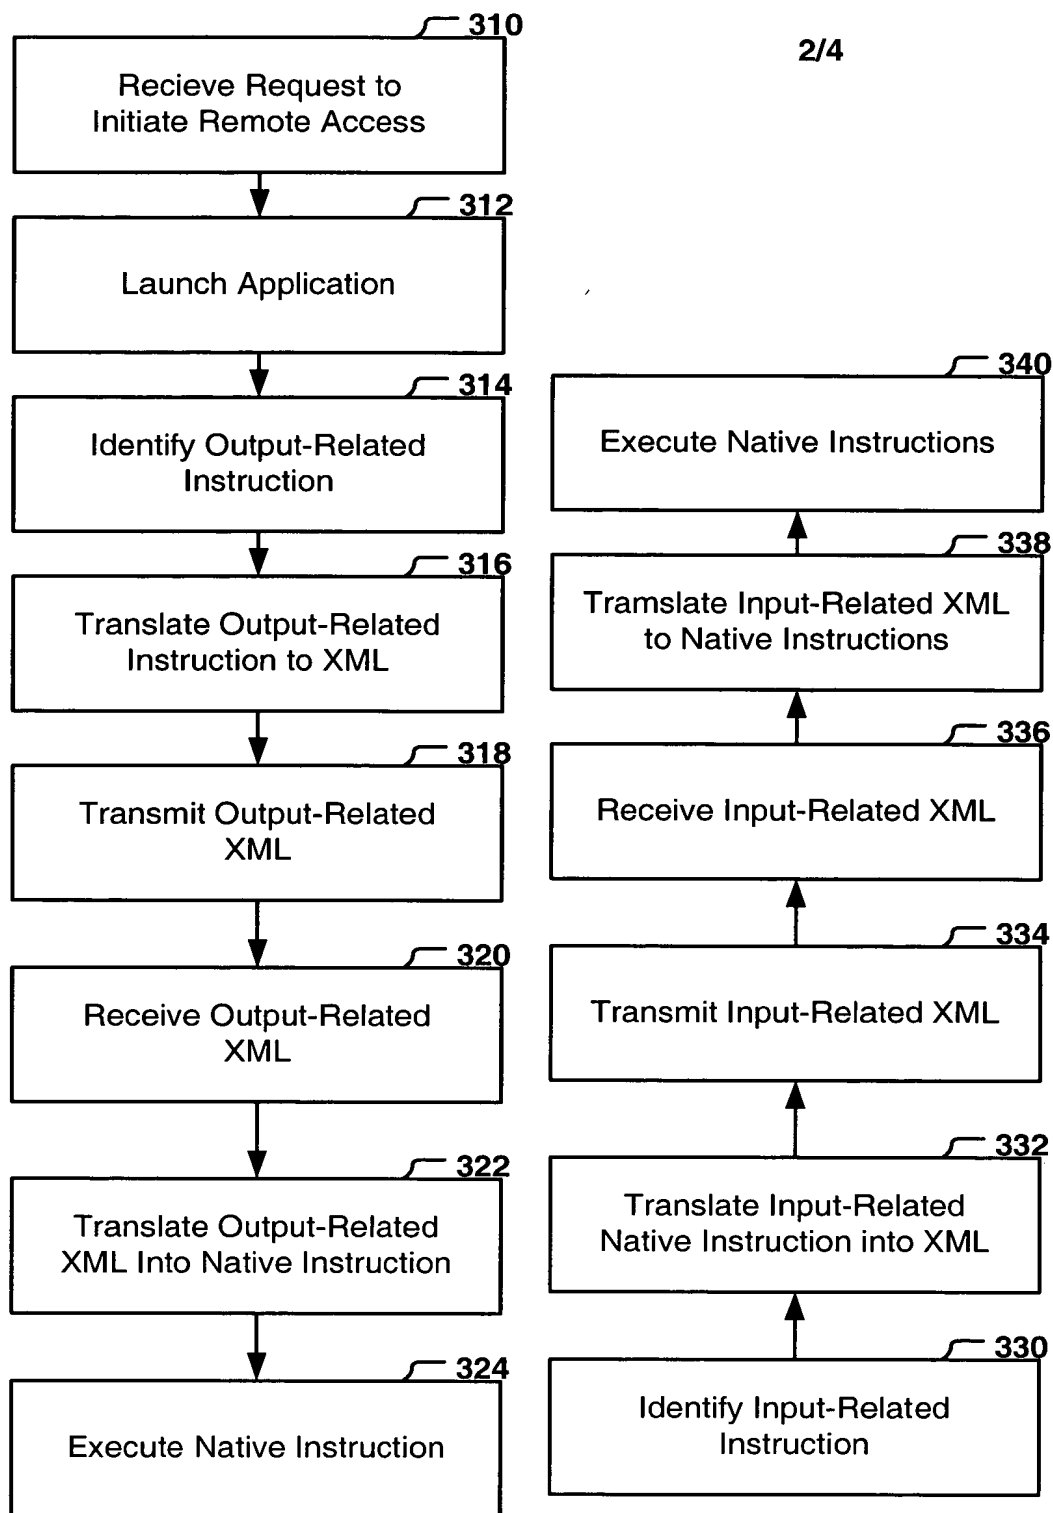 310
2/4
Recieve Request to
Initiate Remote Access
312
Launch Application
314
Identify Output-Related
Instruction
316
Translate Output-Related
Instruction to XML
318
Transmit Output-Related
XML
320
Receive Output-Related
XML
322
Translate Output-Related
XML Into Native Instruction
324
Execute Native Instruction
340
Execute Native Instructions
338
Tramslate Input-Related XML
to Native Instructions
336
Receive Input-Related XML
334
Transmit Input-Related XML
332
Translate Input-Related
Native Instruction into XML
330
Identify Input-Related
Instruction